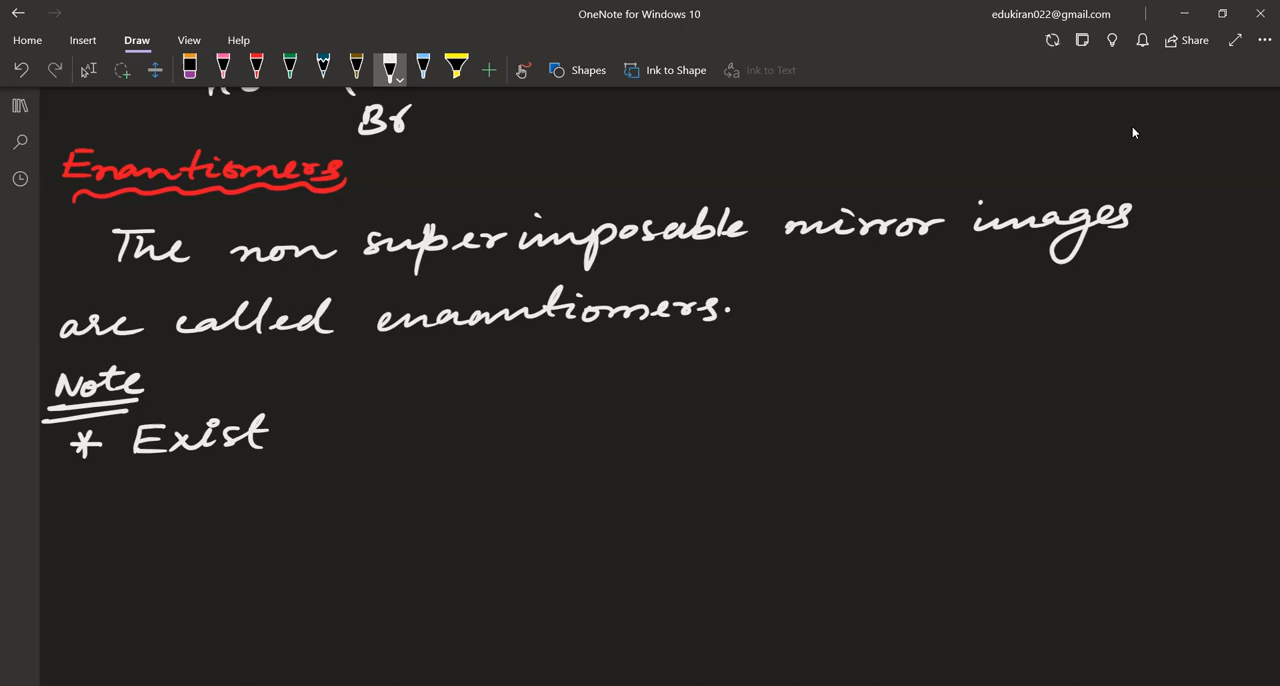 OneNote for Windows 10
edukiran022@gmail.com
Home Insert Draw View Help
Share
Shapes Ink to Shape Ink to Text
Br
Enantiomers
The non superimposable mirror images
are called enaantiomers.
Note
* Exist